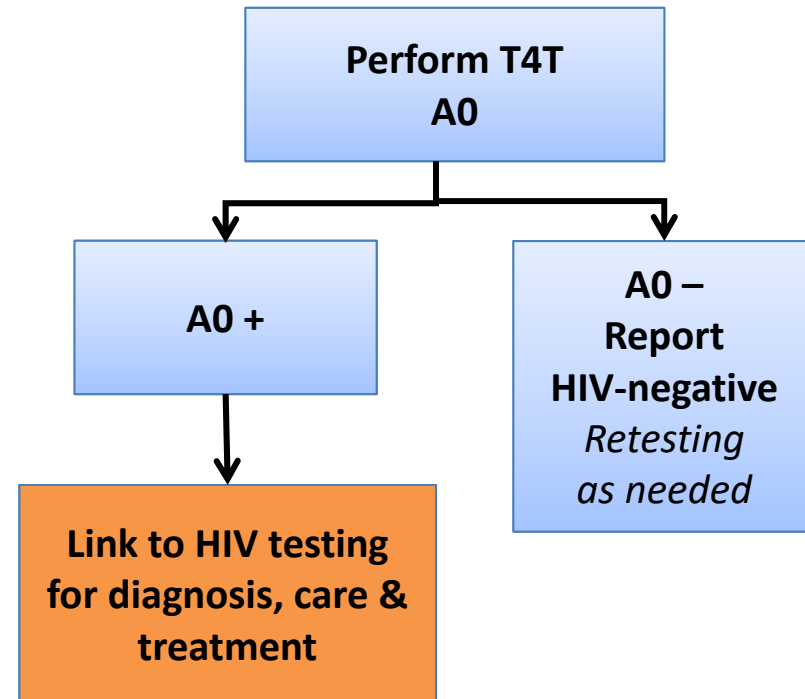 Perform T4T
A0
A0 +
A0 –
Report
HIV-negative
Retesting
as needed
Link to HIV testing
for diagnosis, care &
treatment